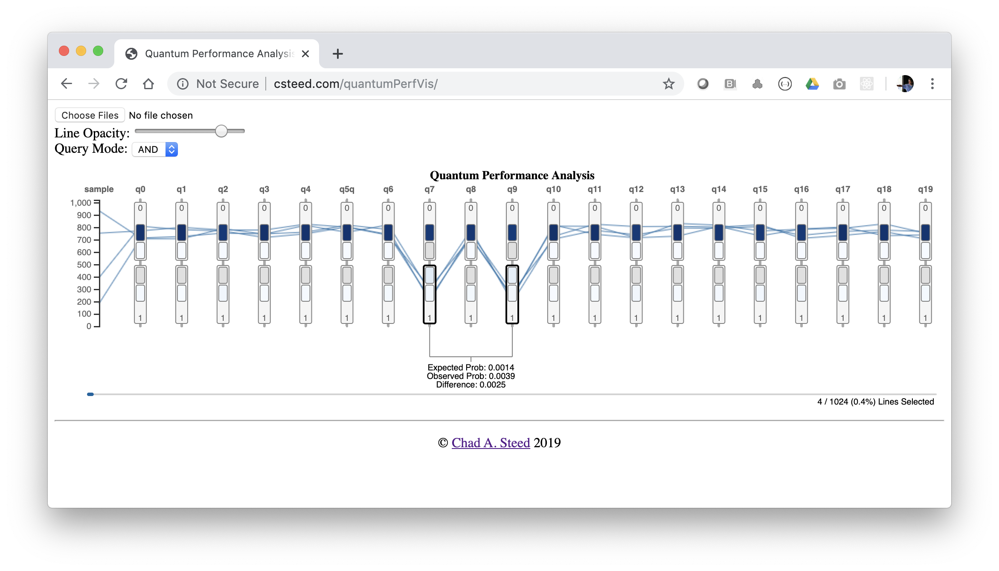 Quantum Performance Analysis
Not Secure csteed.com/quantumPerfVis/
Choose Files No file chosen
Line Opacity:
Query Mode: AND
Quantum Performance Analysis
sample q0 q1 q2 q3 q4 q5q q6 q7 q8 q9 q10 q11 q12 q13 q14 q15 q16 q17 q18 q19
1,000
0 0 0 0 0 0 0 0 0 0 0 0 0 0 0 0 0 0 0 0
900
800
700
600
500
400
300
200
100
1 1 1 1 1 1 1 1 1 1 1 1 1 1 1 1 1 1 1 1
0
Expected Prob: 0.0014
Observed Prob: 0.0039
Difference: 0.0025
4 / 1024 (0.4%) Lines Selected
© Chad A. Steed 2019